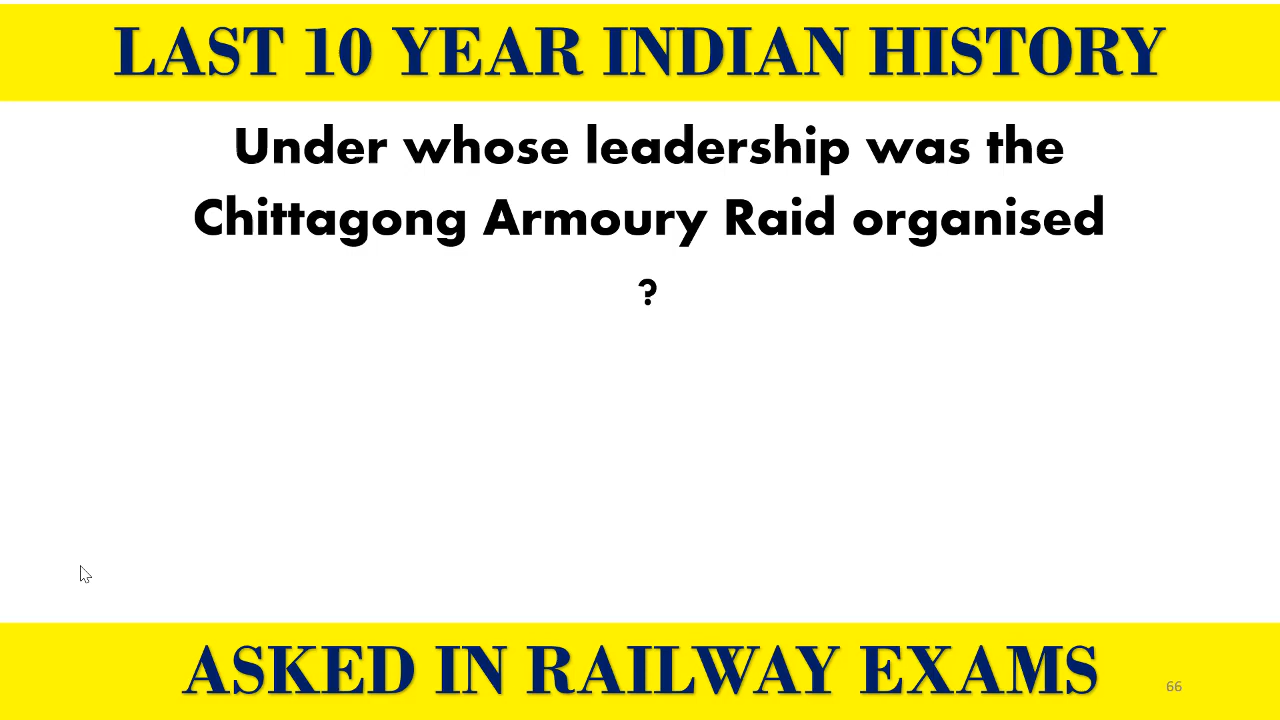 LAST 10 YEAR INDIAN HISTORY
Under whose leadership was the
Chittagong Armoury Raid organised
?
ASKED IN RAILWAY EXAMS
66